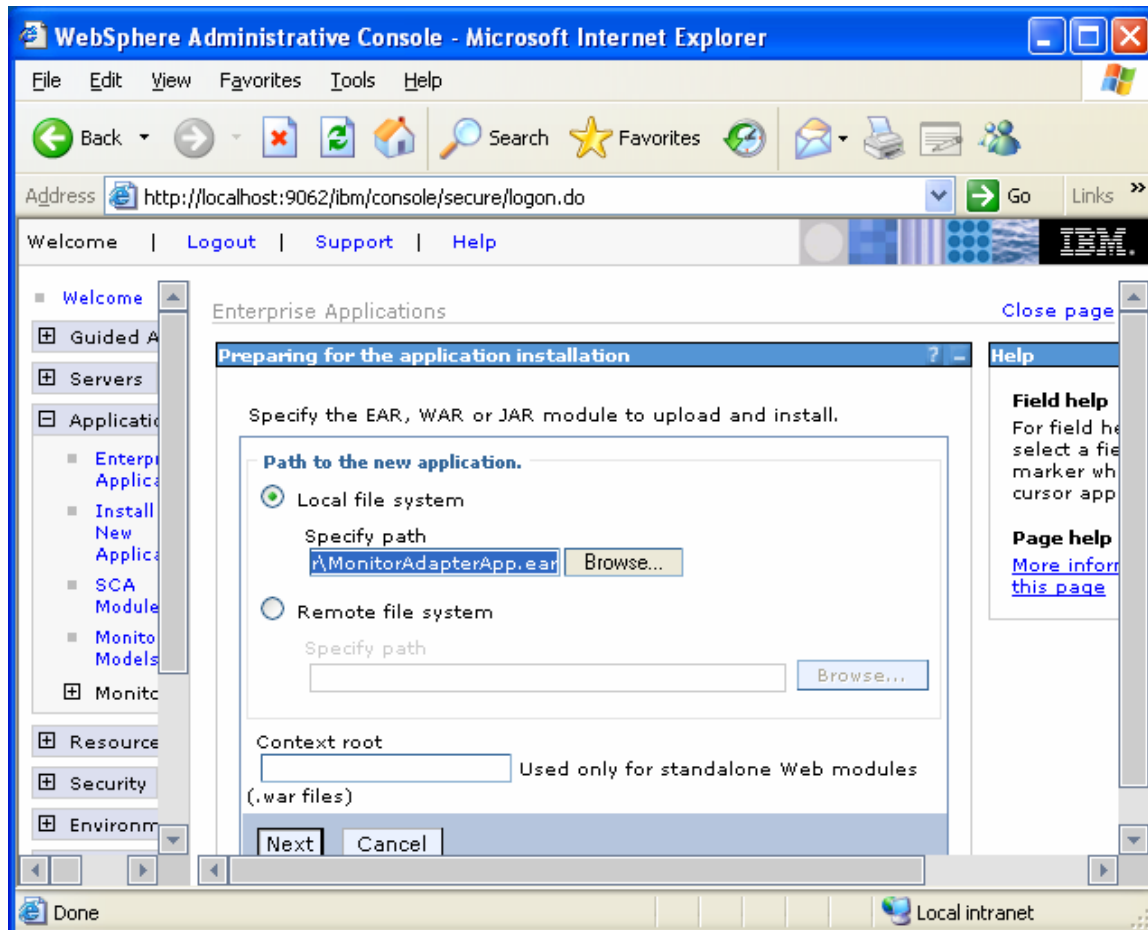 WebSphere Administrative Console - Microsoft Internet Explorer
File Edit View Favorites Tools Help
Back Search Favorites
Address http://localhost:9062/ibm/console/secure/logon.do Go Links »
Welcome | Logout | Support | Help IBM.
Welcome
Guided A
Servers
Applicatio
Enterpr
Applica
Install
New
Applica
SCA
Module
Monito
Models
Monito
Resource
Security
Environm
Enterprise Applications Close page
Preparing for the application installation ? –
Specify the EAR, WAR or JAR module to upload and install.
Path to the new application.
Local file system
Specify path
r\MonitorAdapterApp.ear Browse...
Remote file system
Specify path
Browse...
Context root
Used only for standalone Web modules
(.war files)
Next Cancel
Help
Field help
For field he
select a fie
marker wh
cursor app
Page help
More inform
this page
Done Local intranet